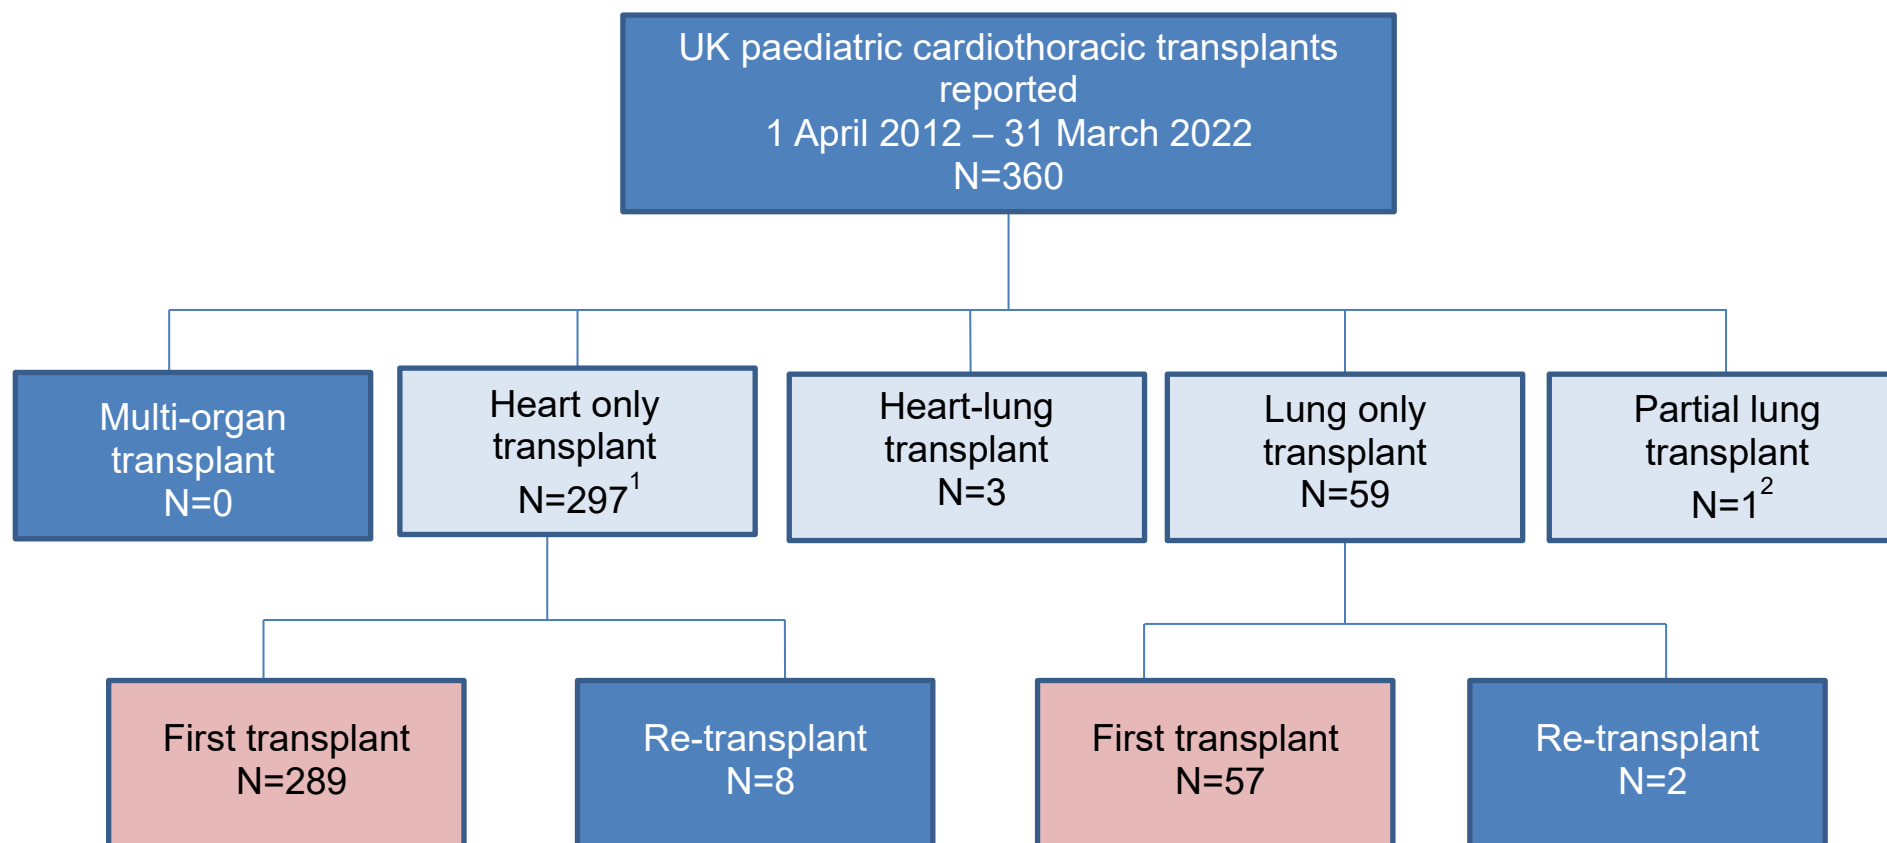 UK paediatric cardiothoracic transplants
reported
1 April 2012 – 31 March 2022
N=360
Multi-organ
transplant
N=0
Heart only
transplant
N=297¹
Heart-lung
transplant
N=3
Lung only
transplant
N=59
Partial lung
transplant
N=1²
First transplant
N=289
Re-transplant
N=8
First transplant
N=57
Re-transplant
N=2